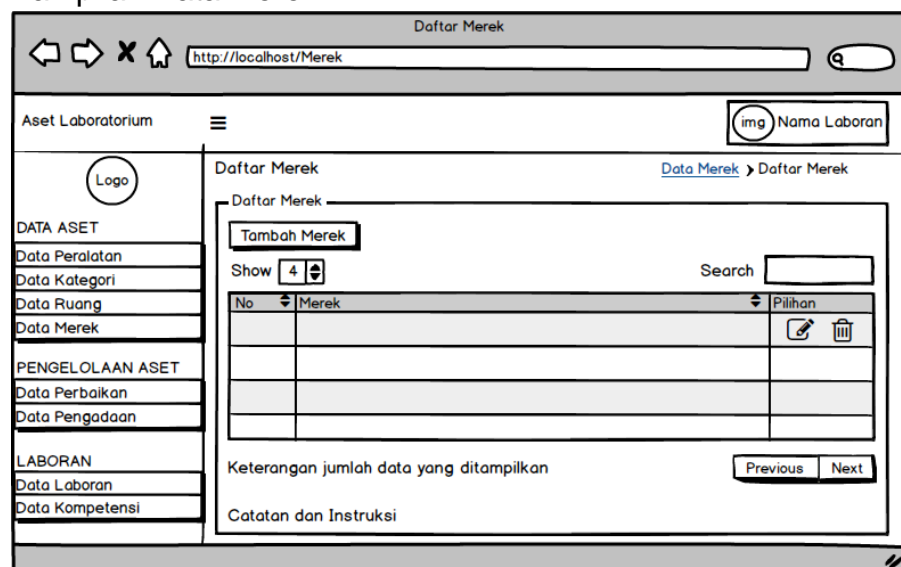 Daftar Merek
http://localhost/Merek
Aset Laboratorium
img Nama Laboran
Logo
DATA ASET
Data Peralatan
Data Kategori
Data Ruang
Data Merek
PENGELOLAAN ASET
Data Perbaikan
Data Pengadaan
LABORAN
Data Laboran
Data Kompetensi
Daftar Merek
Data Merek > Daftar Merek
Daftar Merek
Tambah Merek
Show 4
Search
No Merek Pilihan
Keterangan jumlah data yang ditampilkan
Previous Next
Catatan dan Instruksi